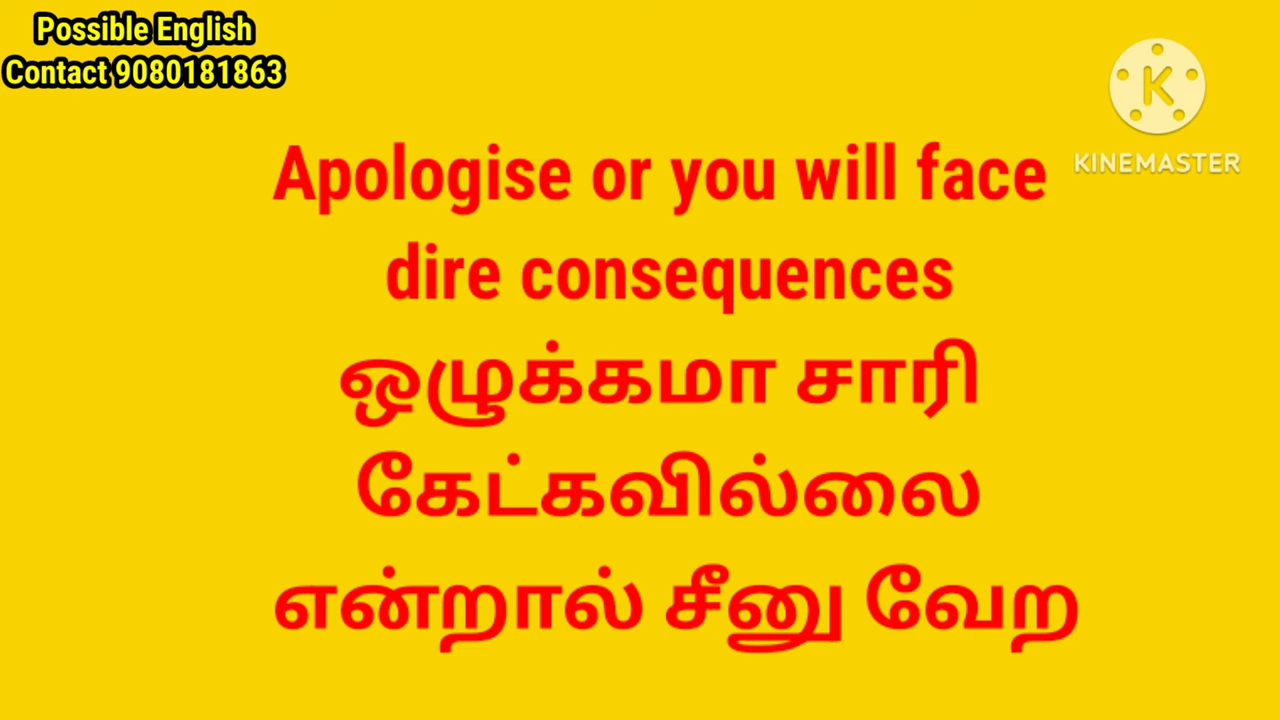 Possible English
Contact 9080181863
KINEMASTER
Apologise or you will face
dire consequences
ஒழுக்கமா சாரி
கேட்கவில்லை
என்றால் சீனு வேற